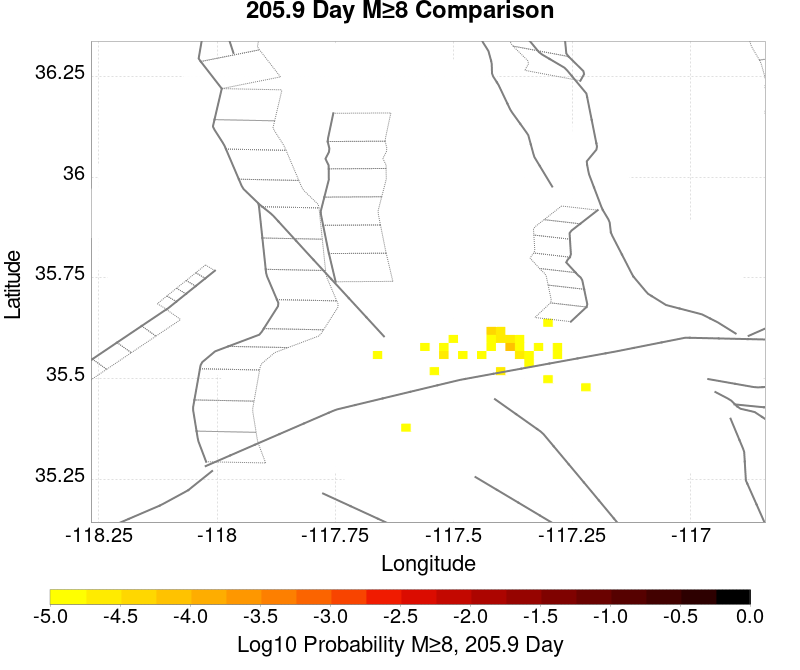 205.9 Day M≥8 Comparison
36.25
36
35.75
35.5
35.25
Latitude
-118.25 -118 -117.75 -117.5 -117.25 -117
Longitude
-5.0 -4.5 -4.0 -3.5 -3.0 -2.5 -2.0 -1.5 -1.0 -0.5 0.0
Log10 Probability M≥8, 205.9 Day